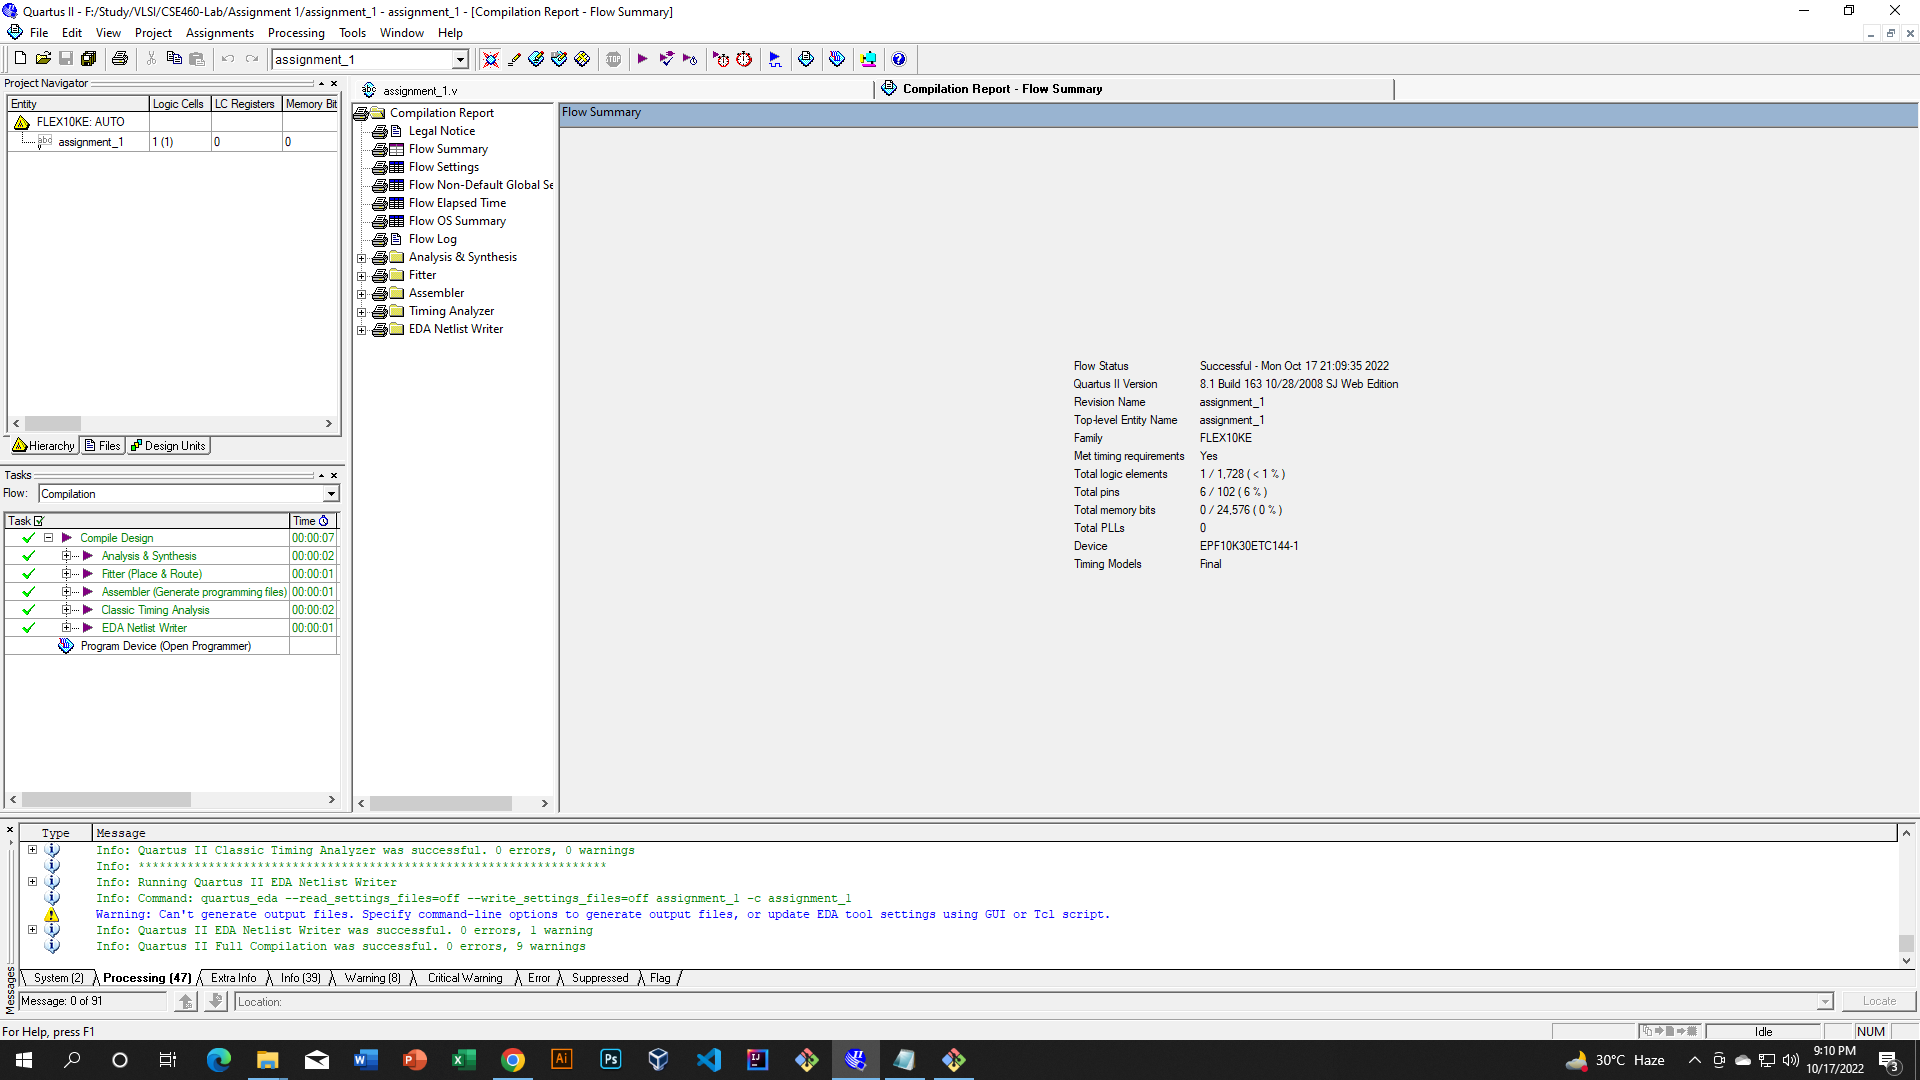 Quartus II - F:/Study/VLSI/CSE460-Lab/Assignment 1/assignment_1 - assignment_1 - [Compilation Report - Flow Summary]
File Edit View Project Assignments Processing Tools Window Help
assignment_1
STOP
Project Navigator
Entity Logic Cells LC Registers Memory Bit
FLEX10KE: AUTO
abc assignment_1 1 (1) 0 0
Hierarchy Files Design Units
Tasks
Flow: Compilation
Task Time
Compile Design 00:00:07
Analysis & Synthesis 00:00:02
Fitter (Place & Route) 00:00:01
Assembler (Generate programming files) 00:00:01
Classic Timing Analysis 00:00:02
EDA Netlist Writer 00:00:01
Program Device (Open Programmer)
abc assignment_1.v
Compilation Report - Flow Summary
Compilation Report
Legal Notice
Flow Summary
Flow Settings
Flow Non-Default Global Se
Flow Elapsed Time
Flow OS Summary
Flow Log
Analysis & Synthesis
Fitter
Assembler
Timing Analyzer
EDA Netlist Writer
Flow Summary
Flow Status Successful - Mon Oct 17 21:09:35 2022
Quartus II Version 8.1 Build 163 10/28/2008 SJ Web Edition
Revision Name assignment_1
Top-level Entity Name assignment_1
Family FLEX10KE
Met timing requirements Yes
Total logic elements 1 / 1,728 ( < 1 % )
Total pins 6 / 102 ( 6 % )
Total memory bits 0 / 24,576 ( 0 % )
Total PLLs 0
Device EPF10K30ETC144-1
Timing Models Final
Type Message
Info: Quartus II Classic Timing Analyzer was successful. 0 errors, 0 warnings
Info: *******************************************************************
Info: Running Quartus II EDA Netlist Writer
Info: Command: quartus_eda --read_settings_files=off --write_settings_files=off assignment_1 -c assignment_1
Warning: Can't generate output files. Specify command-line options to generate output files, or update EDA tool settings using GUI or Tcl script.
Info: Quartus II EDA Netlist Writer was successful. 0 errors, 1 warning
Info: Quartus II Full Compilation was successful. 0 errors, 9 warnings
System (2) Processing (47) Extra Info Info (39) Warning (8) Critical Warning Error Suppressed Flag
Messages
Message: 0 of 91 Location: Locate
For Help, press F1 Idle NUM
Ai Ps
30°C Haze
9:10 PM
10/17/2022
3